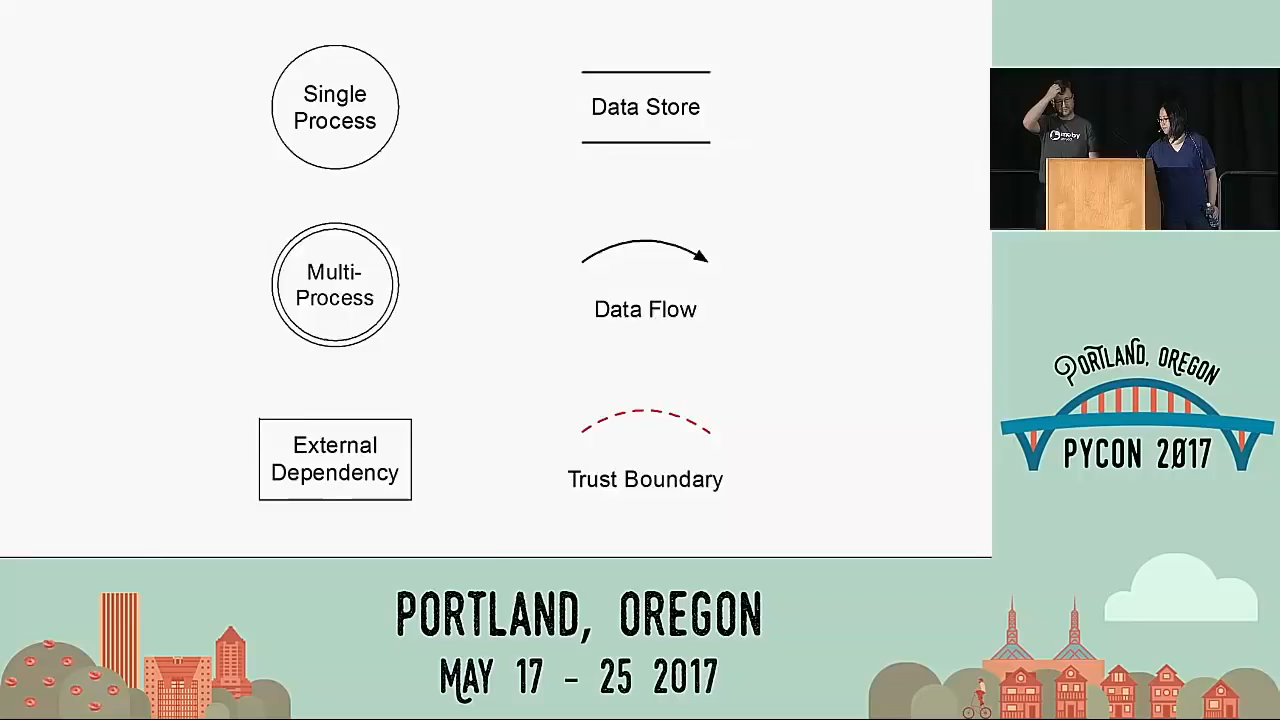 Single
Process
Data Store
Multi-
Process
Data Flow
External
Dependency
Trust Boundary
moby
PORTLAND, OREGON
PYCON 2017
PORTLAND, OREGON
MAY 17 - 25 2017